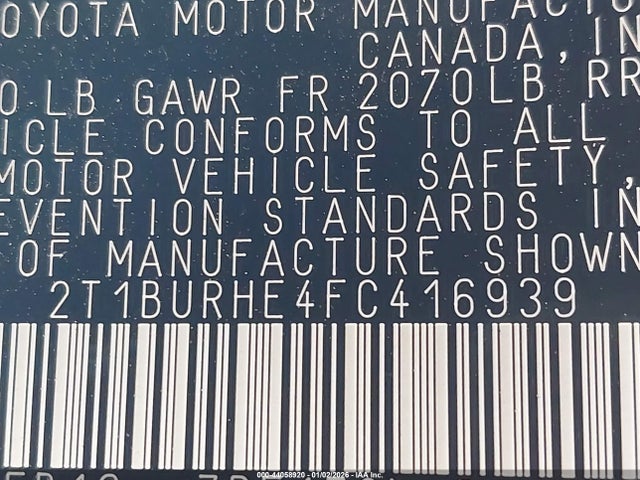 OYOTA MOTOR MANUFACTU
CANADA, IN
0 LB GAWR FR 2070LB RR
ICLE CONFORMS TO ALL
MOTOR VEHICLE SAFETY,
EVENTION STANDARDS IN
OF MANUFACTURE SHOWN
2T1BURHE4FC416939
000-44058920 - 01/02/2026 - IAA Inc.